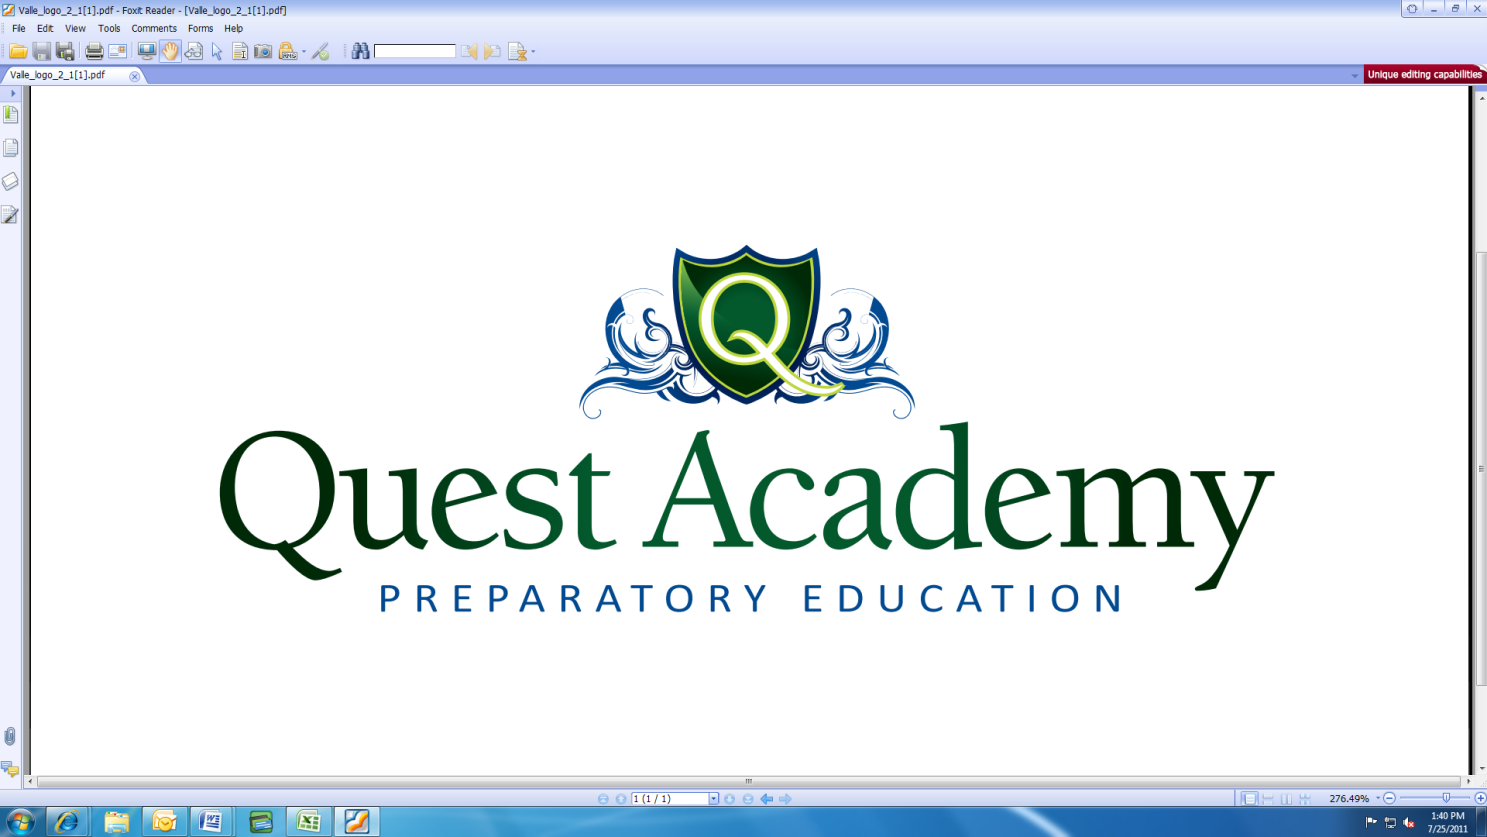 Valle_logo_2_1[1].pdf - Foxit Reader - [Valle_logo_2_1[1].pdf]
File Edit View Tools Comments Forms Help
Valle_logo_2_1[1].pdf
Unique editing capabilities
Q
Quest Academy
PREPARATORY EDUCATION
1 (1 / 1)
276.49%
1:40 PM
7/25/2011